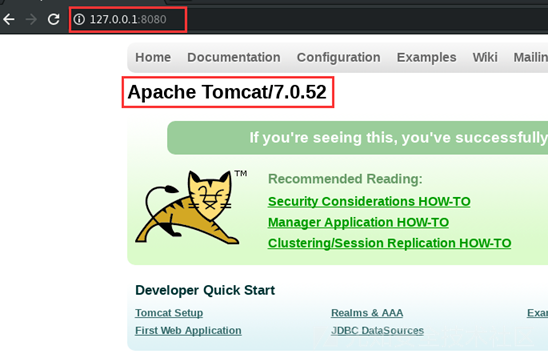 127.0.0.1:8080
Home Documentation Configuration Examples Wiki Mailin
Apache Tomcat/7.0.52
If you're seeing this, you've successfully
TM
Recommended Reading:
Security Considerations HOW-TO
Manager Application HOW-TO
Clustering/Session Replication HOW-TO
Developer Quick Start
Tomcat Setup Realms & AAA Exa
First Web Application JDBC DataSources